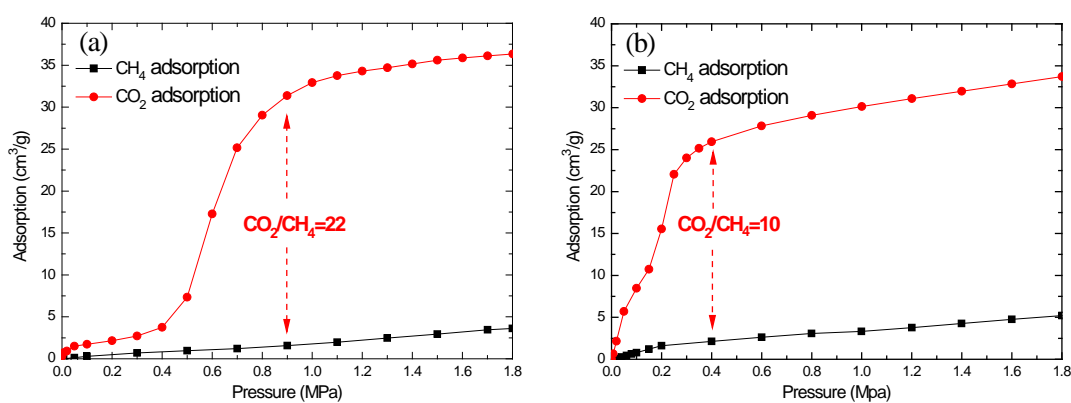 (a)
CH₄ adsorption
CO₂ adsorption
CO₂/CH₄=22
Adsorption (cm³/g)
40
35
30
25
20
15
10
5
0
0.0 0.2 0.4 0.6 0.8 1.0 1.2 1.4 1.6 1.8
Pressure (MPa)
(b)
CH₄ adsorption
CO₂ adsorption
CO₂/CH₄=10
Adsorption (cm³/g)
40
35
30
25
20
15
10
5
0
0.0 0.2 0.4 0.6 0.8 1.0 1.2 1.4 1.6 1.8
Pressure (Mpa)